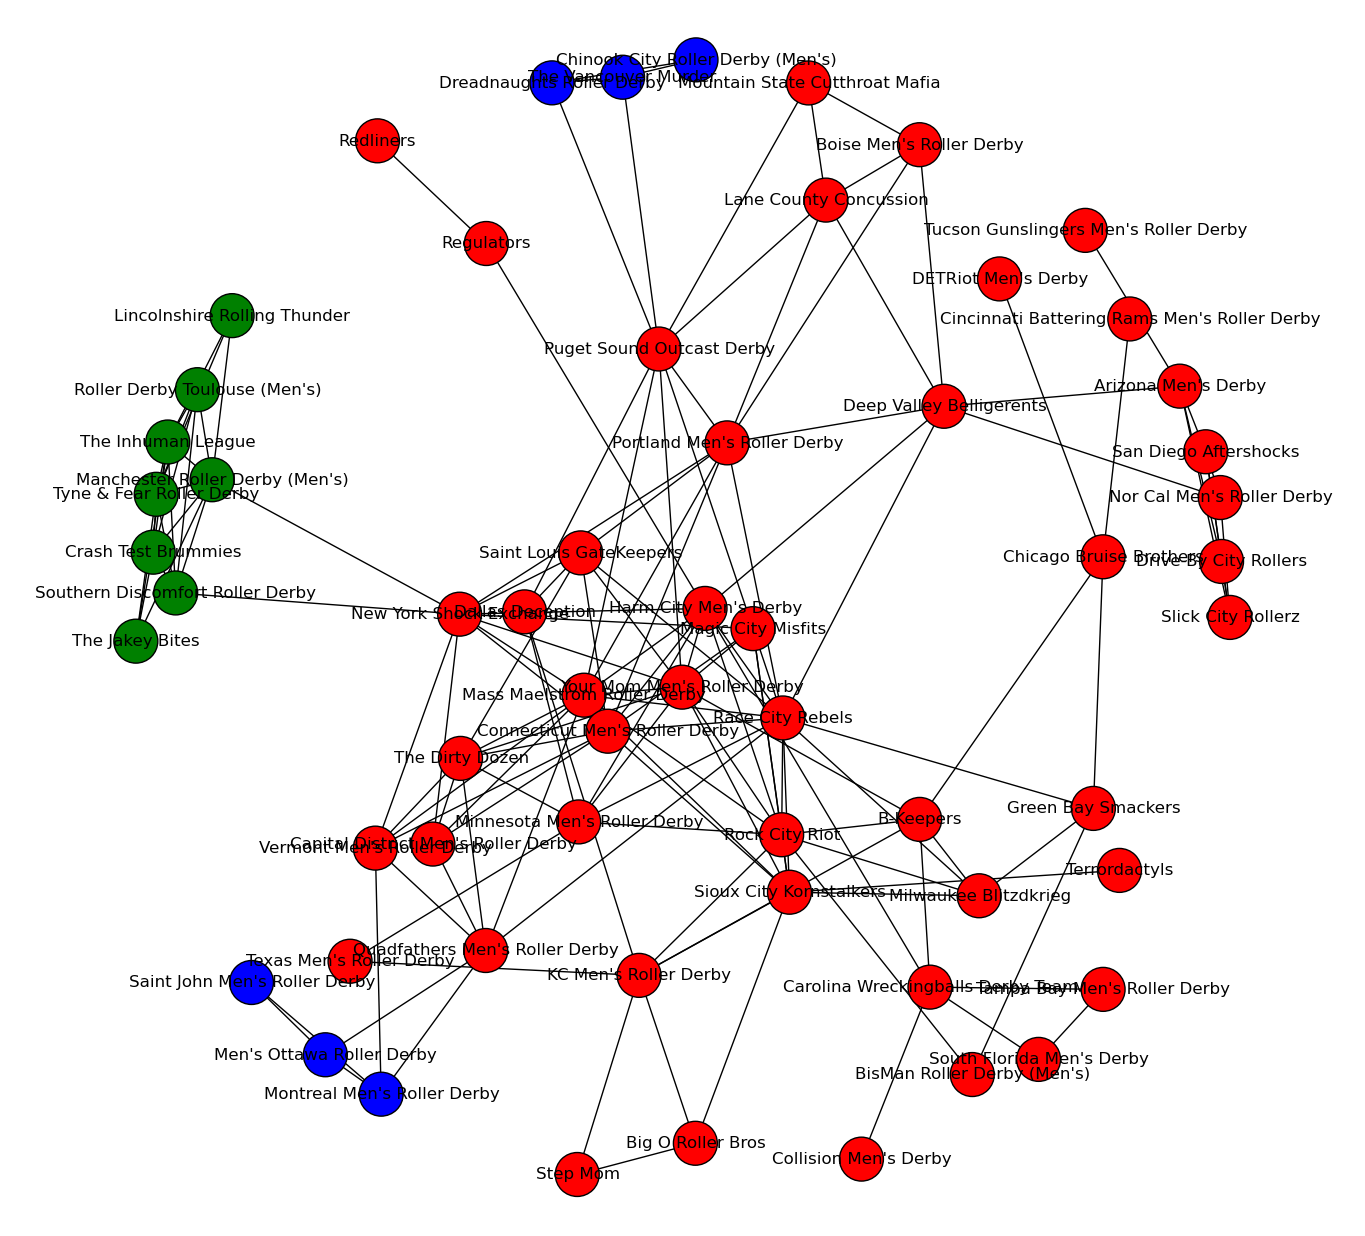 Chinook City Roller Derby (Men's)
The Vancouver Murder
Dreadnaughts Roller Derby
Mountain State Cutthroat Mafia
Redliners
Boise Men's Roller Derby
Lane County Concussion
Tucson Gunslingers Men's Roller Derby
Regulators
DETRiot Men's Derby
Lincolnshire Rolling Thunder
Cincinnati Battering Rams Men's Roller Derby
Puget Sound Outcast Derby
Roller Derby Toulouse (Men's)
Arizona Men's Derby
Deep Valley Belligerents
The Inhuman League
Portland Men's Roller Derby
San Diego Aftershocks
Manchester Roller Derby (Men's)
Tyne & Fear Roller Derby
Nor Cal Men's Roller Derby
Crash Test Brummies
Saint Louis GateKeepers
Chicago Bruise Brothers
Drive-By City Rollers
Southern Discomfort Roller Derby
New York Shock Exchange
Dallas Deception
Harm City Men's Derby
Slick City Rollerz
Magic City Misfits
The Jakey Bites
Your Mom Men's Roller Derby
Mass Maelstrom Roller Derby
Race City Rebels
Connecticut Men's Roller Derby
The Dirty Dozen
Green Bay Smackers
Minnesota Men's Roller Derby
B-Keepers
Rock City Riot
Capital District Men's Roller Derby
Vermont Men's Roller Derby
Terrordactyls
Sioux City Kornstalkers
Milwaukee Blitzdkrieg
Quadfathers Men's Roller Derby
Texas Men's Roller Derby
KC Men's Roller Derby
Saint John Men's Roller Derby
Carolina Wreckingballs Derby Team
Tampa Bay Men's Roller Derby
Men's Ottawa Roller Derby
South Florida Men's Derby
BisMan Roller Derby (Men's)
Montreal Men's Roller Derby
Big O Roller Bros
Collision Men's Derby
Step Mom